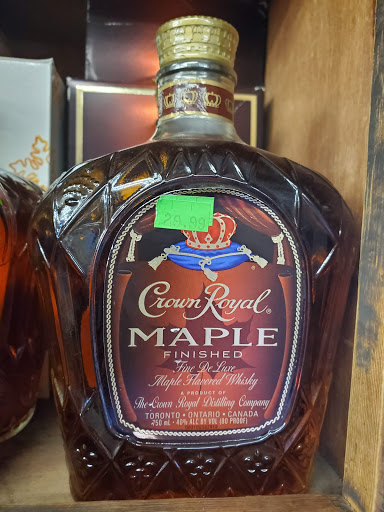 29.99
Crown Royal
MAPLE
FINISHED
Fine De Luxe
Maple Flavored Whisky
A PRODUCT OF
The Crown Royal Distilling Company
TORONTO • ONTARIO • CANADA
750 mL • 40% ALC BY VOL (80 PROOF)